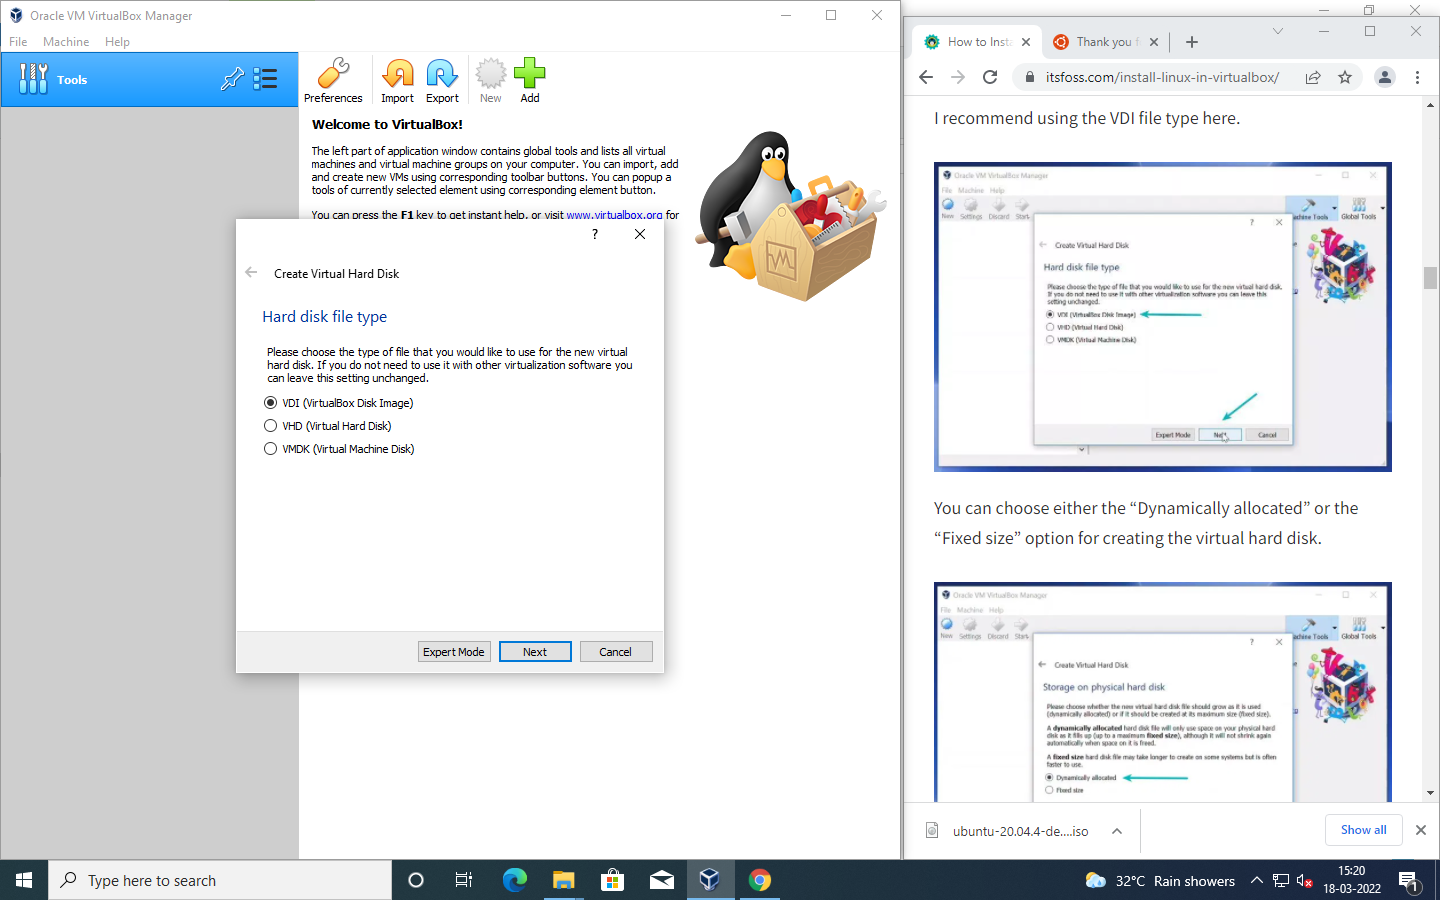 Oracle VM VirtualBox Manager
File Machine Help
Tools
Preferences Import Export New Add
Welcome to VirtualBox!
The left part of application window contains global tools and lists all virtual
machines and virtual machine groups on your computer. You can import, add
and create new VMs using corresponding toolbar buttons. You can popup a
tools of currently selected element using corresponding element button.
You can press the F1 key to get instant help, or visit www.virtualbox.org for
?
Create Virtual Hard Disk
Hard disk file type
Please choose the type of file that you would like to use for the new virtual
hard disk. If you do not need to use it with other virtualization software you
can leave this setting unchanged.
VDI (VirtualBox Disk Image)
VHD (Virtual Hard Disk)
VMDK (Virtual Machine Disk)
Expert Mode Next Cancel
How to Insta
Thank you f
itsfoss.com/install-linux-in-virtualbox/
I recommend using the VDI file type here.
Oracle VM VirtualBox Manager
File Machine Help
New Settings Discard Start
achine Tools Global Tools
?
Create Virtual Hard Disk
Hard disk file type
Please choose the type of file that you would like to use for the new virtual hard disk.
If you do not need to use it with other virtualization software you can leave this
setting unchanged.
VDI (VirtualBox Disk Image)
VHD (Virtual Hard Disk)
VMDK (Virtual Machine Disk)
Expert Mode Next Cancel
You can choose either the “Dynamically allocated” or the
“Fixed size” option for creating the virtual hard disk.
Oracle VM VirtualBox Manager
File Machine Help
New Settings Discard Start
achine Tools Global Tools
?
Create Virtual Hard Disk
Storage on physical hard disk
Please choose whether the new virtual hard disk file should grow as it is used
(dynamically allocated) or if it should be created at its maximum size (fixed size).
A dynamically allocated hard disk file will only use space on your physical hard
disk as it fills up (up to a maximum fixed size), although it will not shrink again
automatically when space on it is freed.
A fixed size hard disk file may take longer to create on some systems but is often
faster to use.
Dynamically allocated
Fixed size
ubuntu-20.04.4-de....iso
Show all
Type here to search
32°C Rain showers
15:20
18-03-2022
1